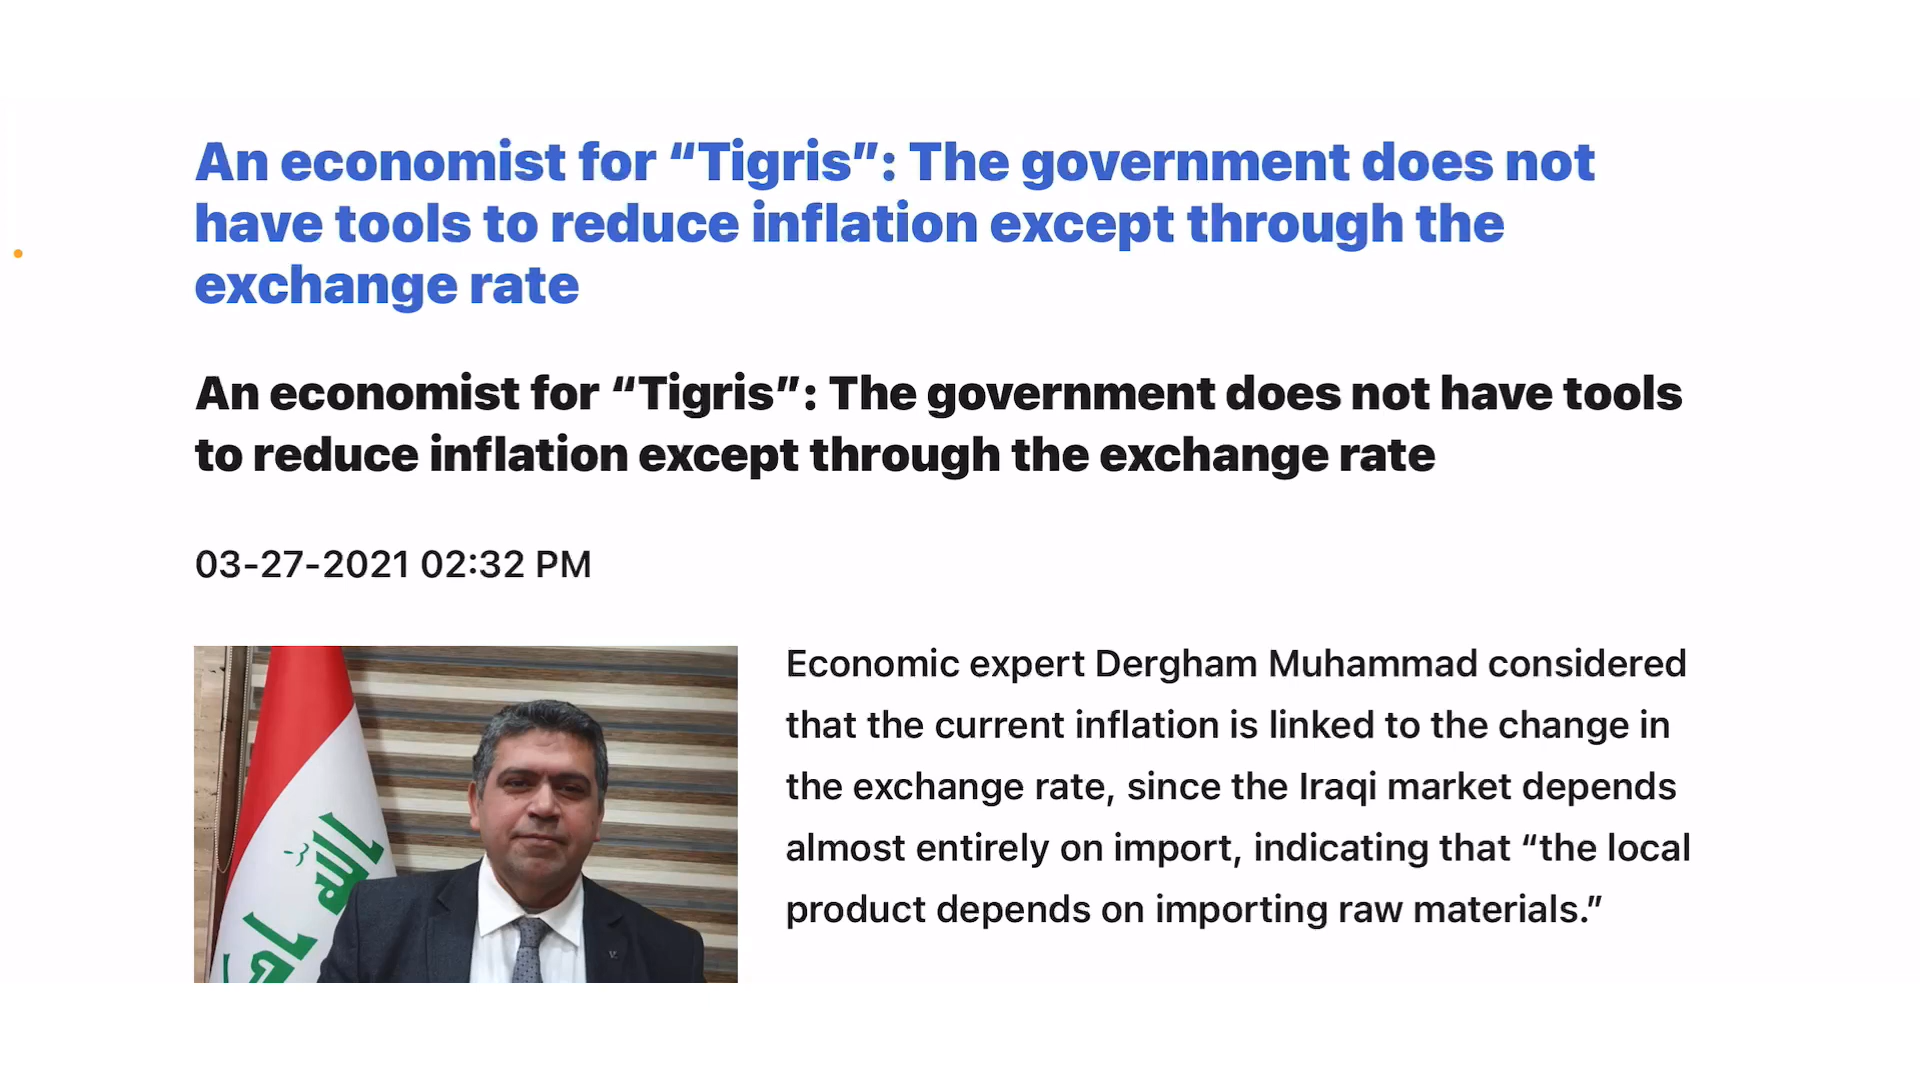 An economist for “Tigris”: The government does not
have tools to reduce inflation except through the
exchange rate
An economist for “Tigris”: The government does not have tools
to reduce inflation except through the exchange rate
03-27-2021 02:32 PM
Economic expert Dergham Muhammad considered
that the current inflation is linked to the change in
the exchange rate, since the Iraqi market depends
almost entirely on import, indicating that “the local
product depends on importing raw materials.”
الله